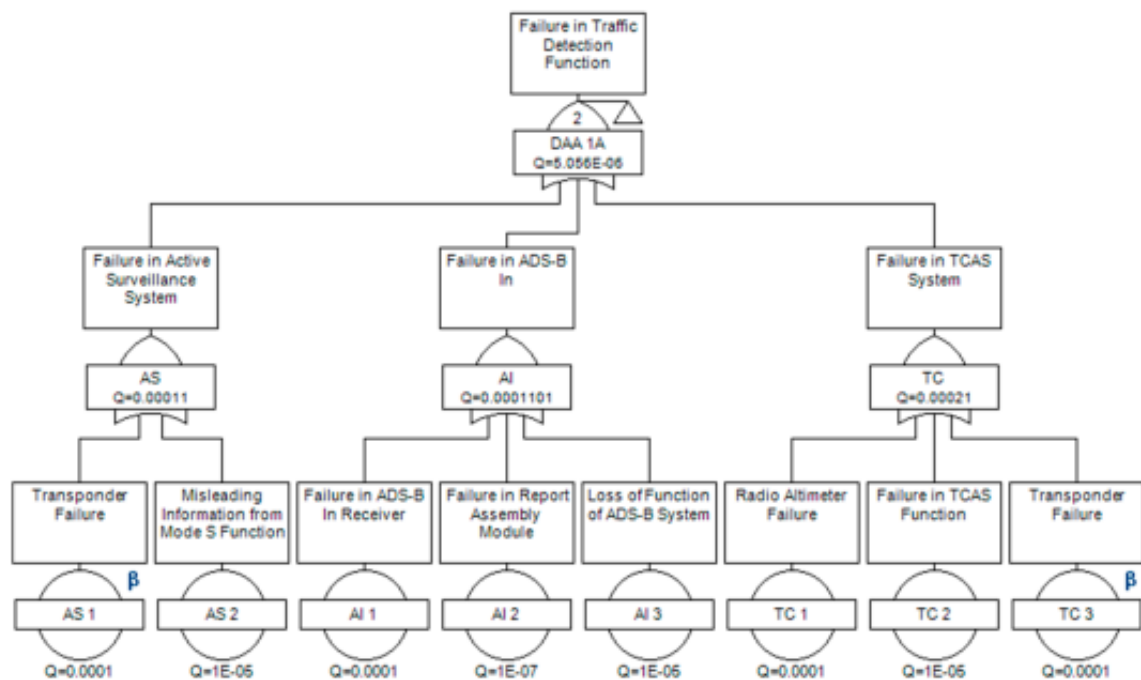 Failure in Traffic
Detection
Function
2
DAA 1A
Q=5.056E-06
Failure in Active
Surveillance
System
Failure in ADS-B
In
Failure in TCAS
System
AS
Q=0.00011
AI
Q=0.0001101
TC
Q=0.00021
Transponder
Failure
Misleading
Information from
Mode S Function
Failure in ADS-B
In Receiver
Failure in Report
Assembly
Module
Loss of Function
of ADS-B System
Radio Altimeter
Failure
Failure in TCAS
Function
Transponder
Failure
β
β
AS 1
AS 2
AI 1
AI 2
AI 3
TC 1
TC 2
TC 3
Q=0.0001
Q=1E-05
Q=0.0001
Q=1E-07
Q=1E-05
Q=0.0001
Q=1E-05
Q=0.0001